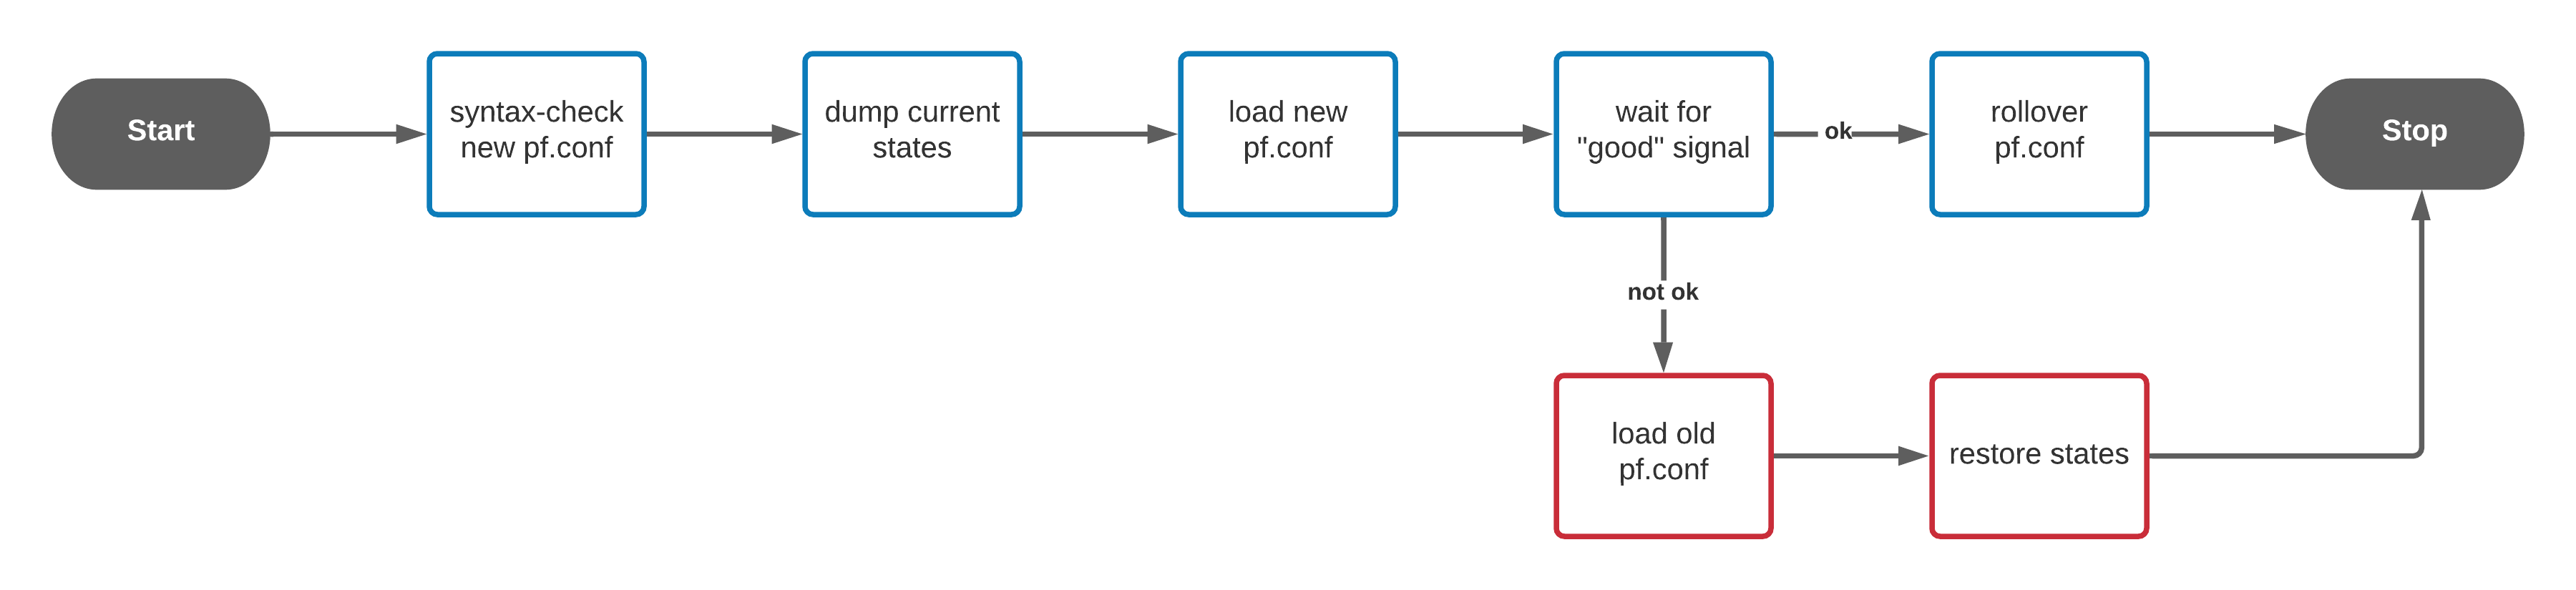 Start
syntax-check
new pf.conf
dump current
states
load new
pf.conf
wait for
"good" signal
ok
rollover
pf.conf
Stop
not ok
load old
pf.conf
restore states